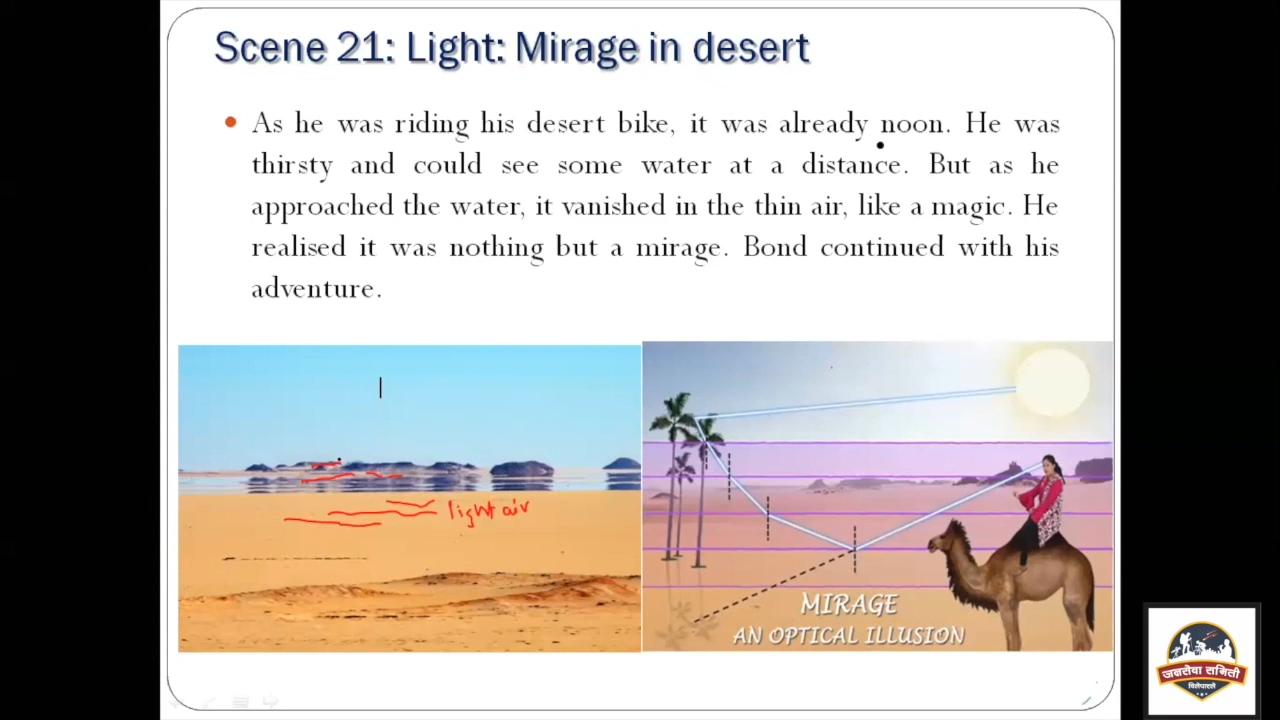 Scene 21: Light: Mirage in desert
• As he was riding his desert bike, it was already noon. He was
thirsty and could see some water at a distance. But as he
approached the water, it vanished in the thin air, like a magic. He
realised it was nothing but a mirage. Bond continued with his
adventure.
light air
MIRAGE
AN OPTICAL ILLUSION
जनसेवा समिती
विलेपारले